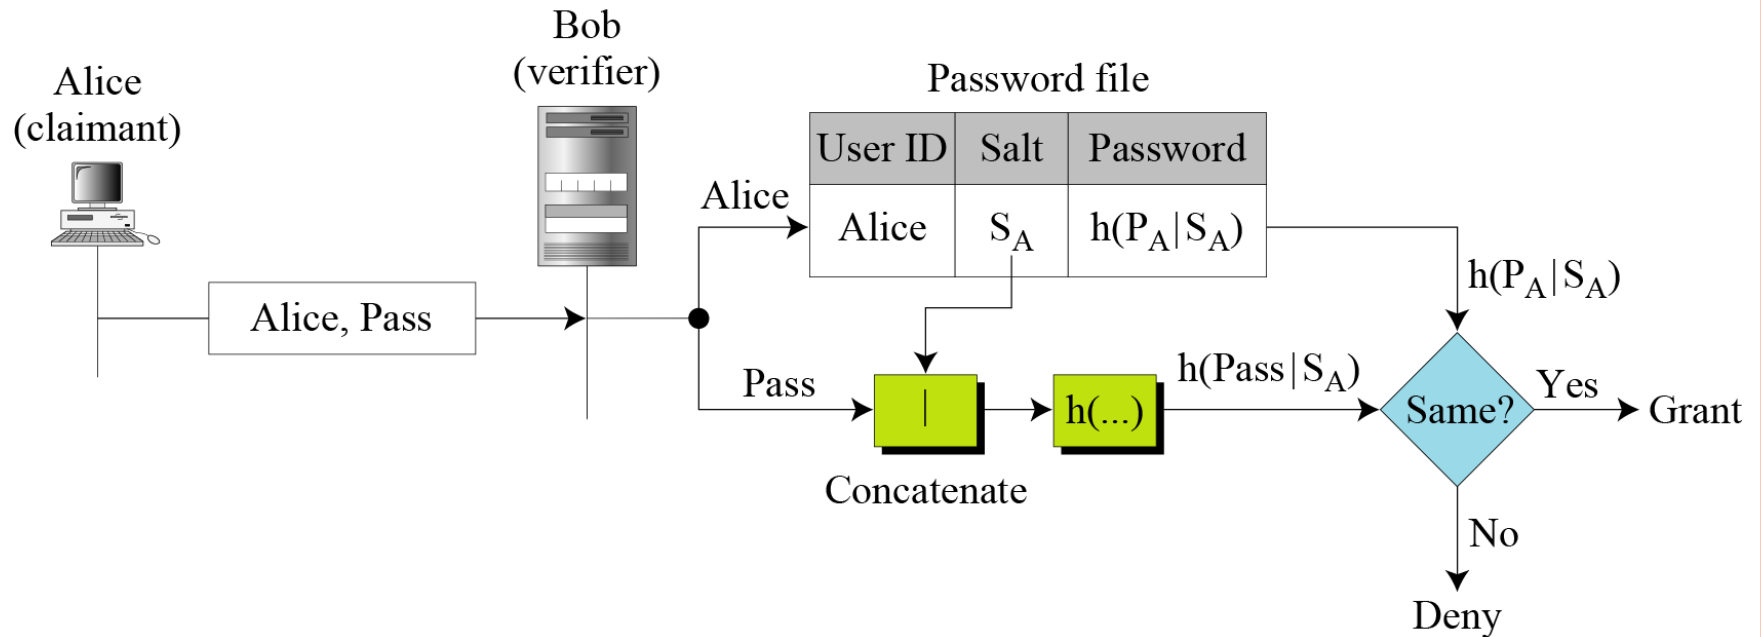 Alice
(claimant)
Bob
(verifier)
Password file
User ID Salt Password
Alice S_A h(P_A|S_A)
Alice
Alice, Pass
Pass
|
Concatenate
h(...)
h(Pass|S_A)
h(P_A|S_A)
Same?
Yes
Grant
No
Deny